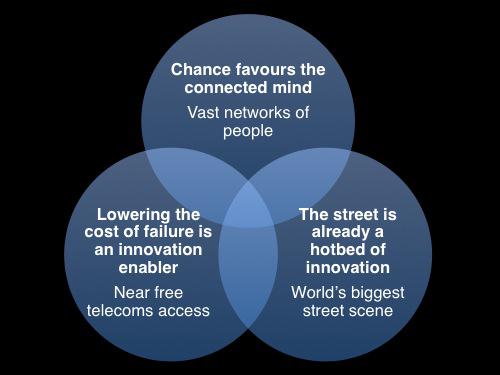 Chance favours the
connected mind
Vast networks of
people
Lowering the
cost of failure is
an innovation
enabler
Near free
telecoms access
The street is
already a
hotbed of
innovation
World's biggest
street scene